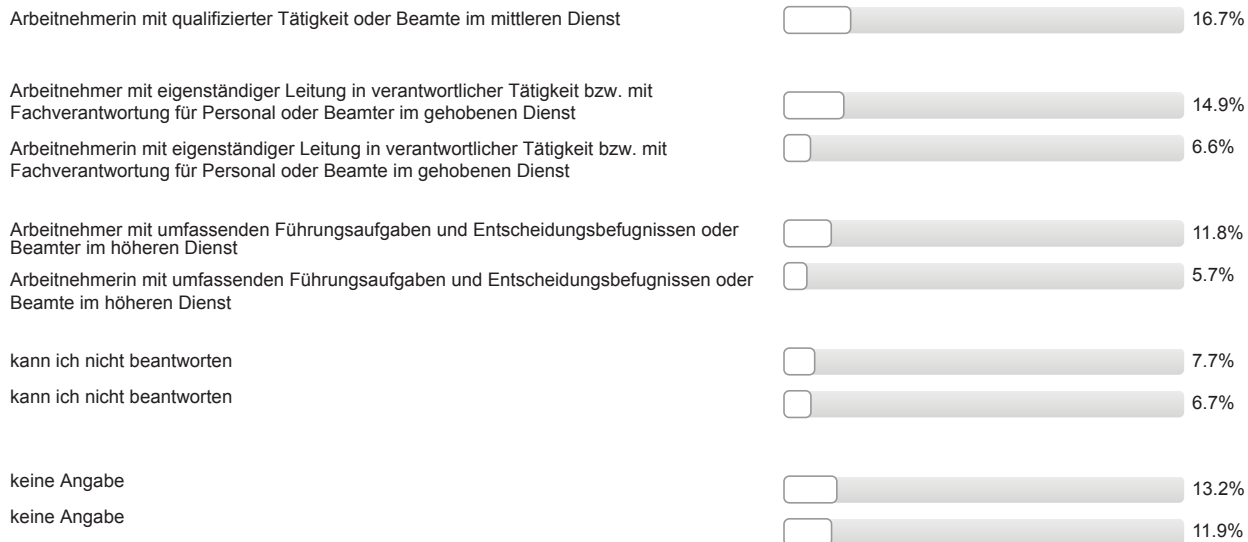 Arbeitnehmerin mit qualifizierter Tätigkeit oder Beamte im mittleren Dienst
16.7%
Arbeitnehmer mit eigenständiger Leitung in verantwortlicher Tätigkeit bzw. mit
Fachverantwortung für Personal oder Beamter im gehobenen Dienst
14.9%
Arbeitnehmerin mit eigenständiger Leitung in verantwortlicher Tätigkeit bzw. mit
Fachverantwortung für Personal oder Beamte im gehobenen Dienst
6.6%
Arbeitnehmer mit umfassenden Führungsaufgaben und Entscheidungsbefugnissen oder
Beamter im höheren Dienst
11.8%
Arbeitnehmerin mit umfassenden Führungsaufgaben und Entscheidungsbefugnissen oder
Beamte im höheren Dienst
5.7%
kann ich nicht beantworten
7.7%
kann ich nicht beantworten
6.7%
keine Angabe
13.2%
keine Angabe
11.9%